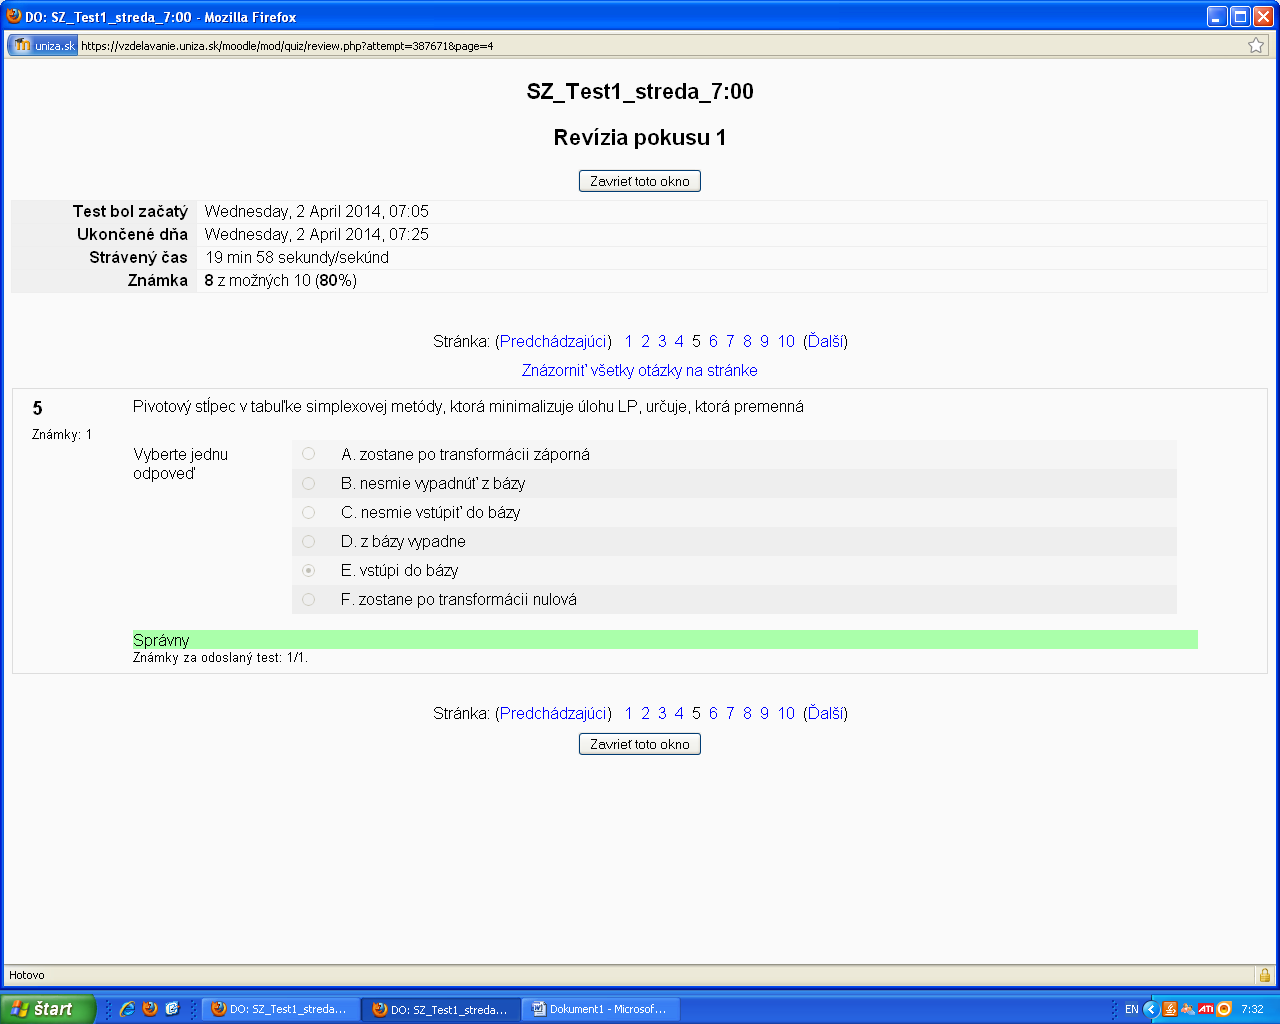 DO: SZ_Test1_streda_7:00 - Mozilla Firefox
uniza.sk https://vzdelavanie.uniza.sk/moodle/mod/quiz/review.php?attempt=387671&page=4
SZ_Test1_streda_7:00
Revízia pokusu 1
Zavrieť toto okno
Test bol začatý Wednesday, 2 April 2014, 07:05
Ukončené dňa Wednesday, 2 April 2014, 07:25
Strávený čas 19 min 58 sekundy/sekúnd
Známka 8 z možných 10 (80%)
Stránka: (Predchádzajúci) 1 2 3 4 5 6 7 8 9 10 (Ďalší)
Znázorniť všetky otázky na stránke
5 Pivotový stĺpec v tabuľke simplexovej metódy, ktorá minimalizuje úlohu LP, určuje, ktorá premenná
Známky: 1
Vyberte jednu
odpoveď
A. zostane po transformácii záporná
B. nesmie vypadnúť z bázy
C. nesmie vstúpiť do bázy
D. z bázy vypadne
E. vstúpi do bázy
F. zostane po transformácii nulová
Správny
Známky za odoslaný test: 1/1.
Stránka: (Predchádzajúci) 1 2 3 4 5 6 7 8 9 10 (Ďalší)
Zavrieť toto okno
Hotovo
štart DO: SZ_Test1_streda... DO: SZ_Test1_streda... Dokument1 - Microsof... EN ATI 7:32